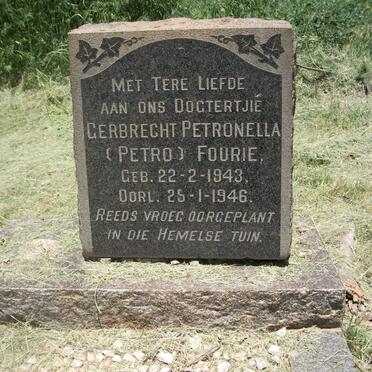 MET TERE LIEFDE
AAN ONS DOGTERTJIE
GERBRECHT PETRONELLA
(PETRO) FOURIE,
GEB. 22-2-1943,
OORL. 25-1-1946.
REEDS VROEG OORGEPLANT
IN DIE HEMELSE TUIN.